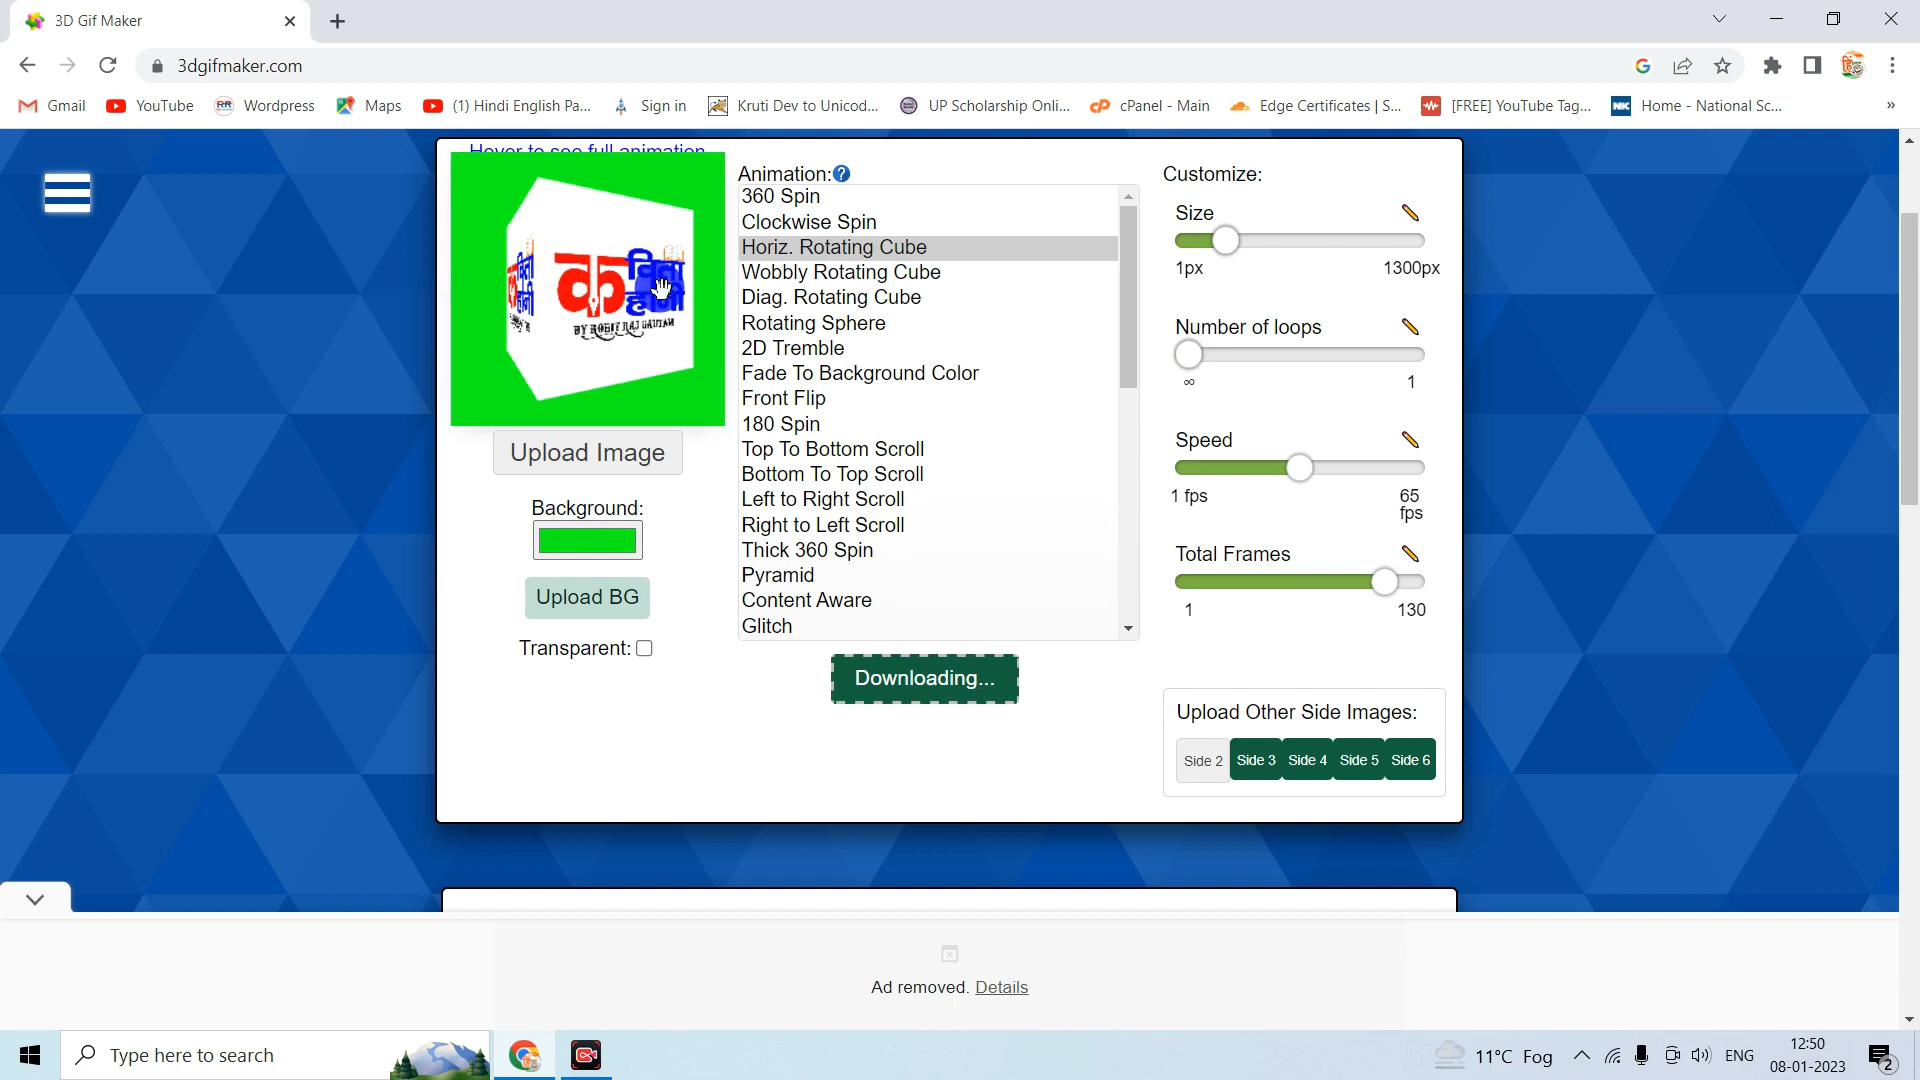 3D Gif Maker
3dgifmaker.com
Gmail YouTube Wordpress Maps (1) Hindi English Pa... Sign in Kruti Dev to Unicod... UP Scholarship Onli... cPanel - Main Edge Certificates | S... [FREE] YouTube Tag... Home - National Sc... »
Hover to see full animation
कविता
कहानी
BY ROHIT RAJ GAUTAM
Upload Image
Background:
Upload BG
Transparent:
Animation:
360 Spin
Clockwise Spin
Horiz. Rotating Cube
Wobbly Rotating Cube
Diag. Rotating Cube
Rotating Sphere
2D Tremble
Fade To Background Color
Front Flip
180 Spin
Top To Bottom Scroll
Bottom To Top Scroll
Left to Right Scroll
Right to Left Scroll
Thick 360 Spin
Pyramid
Content Aware
Glitch
Downloading...
Customize:
Size
1px 1300px
Number of loops
∞ 1
Speed
1 fps 65 fps
Total Frames
1 130
Upload Other Side Images:
Side 2 Side 3 Side 4 Side 5 Side 6
Ad removed. Details
Type here to search
11°C Fog
ENG
12:50
08-01-2023
2